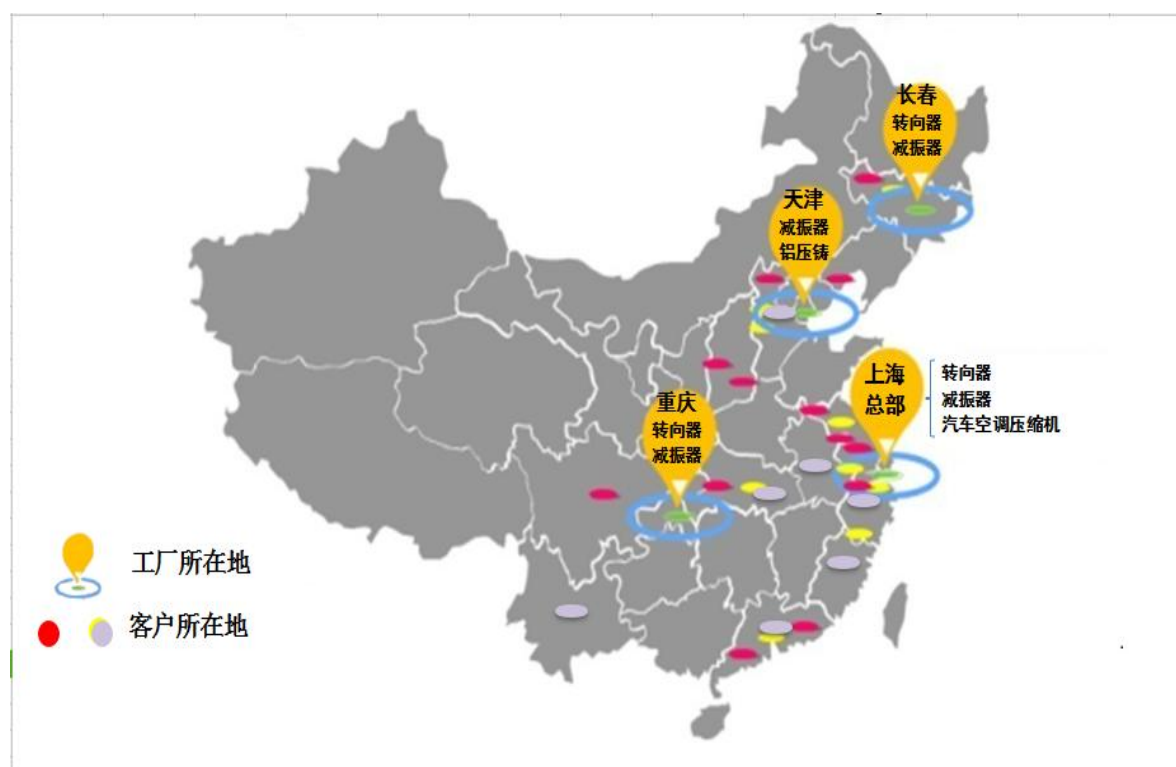 长春
转向器
减振器
天津
减振器
铝压铸
上海
总部
转向器
减振器
汽车空调压缩机
重庆
转向器
减振器
工厂所在地
客户所在地